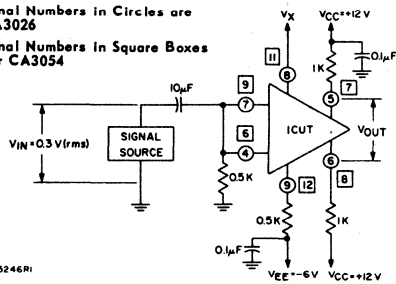 nal Numbers in Circles are
A3026
nal Numbers in Square Boxes
r CA3054
VX
VCC=+12V
11
8
1K
0.1µF
10µF
9
7
5
7
VIN=0.3V(rms)
SIGNAL SOURCE
6
4
ICUT
VOUT
0.5K
9
12
6
8
0.5K
1K
0.1µF
VEE=-6V
VCC=+12V
3246RI